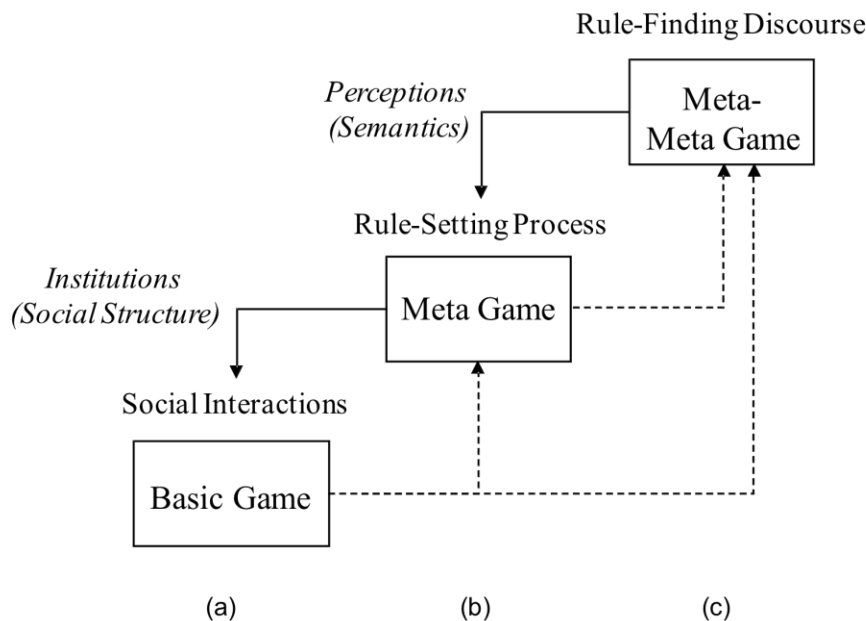 Rule-Finding Discourse
Meta-
Meta Game
Perceptions
(Semantics)
Rule-Setting Process
Meta Game
Institutions
(Social Structure)
Social Interactions
Basic Game
(a)
(b)
(c)